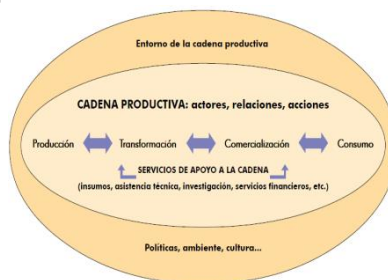 Entorno de la cadena productiva
CADENA PRODUCTIVA: actores, relaciones, acciones
Producción Transformación Comercialización Consumo
SERVICIOS DE APOYO A LA CADENA
(insumos, asistencia técnica, investigación, servicios financieros, etc.)
Políticas, ambiente, cultura...